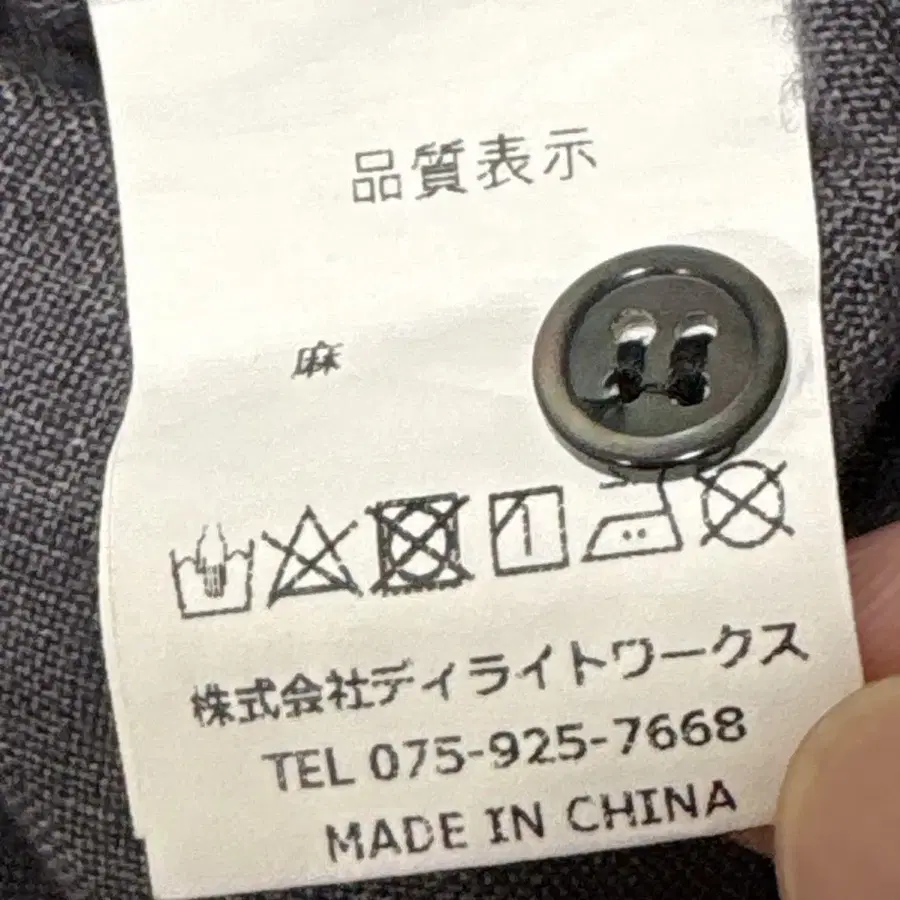 品質表示
麻
株式会社ディライトワークス
TEL 075-925-7668
MADE IN CHINA